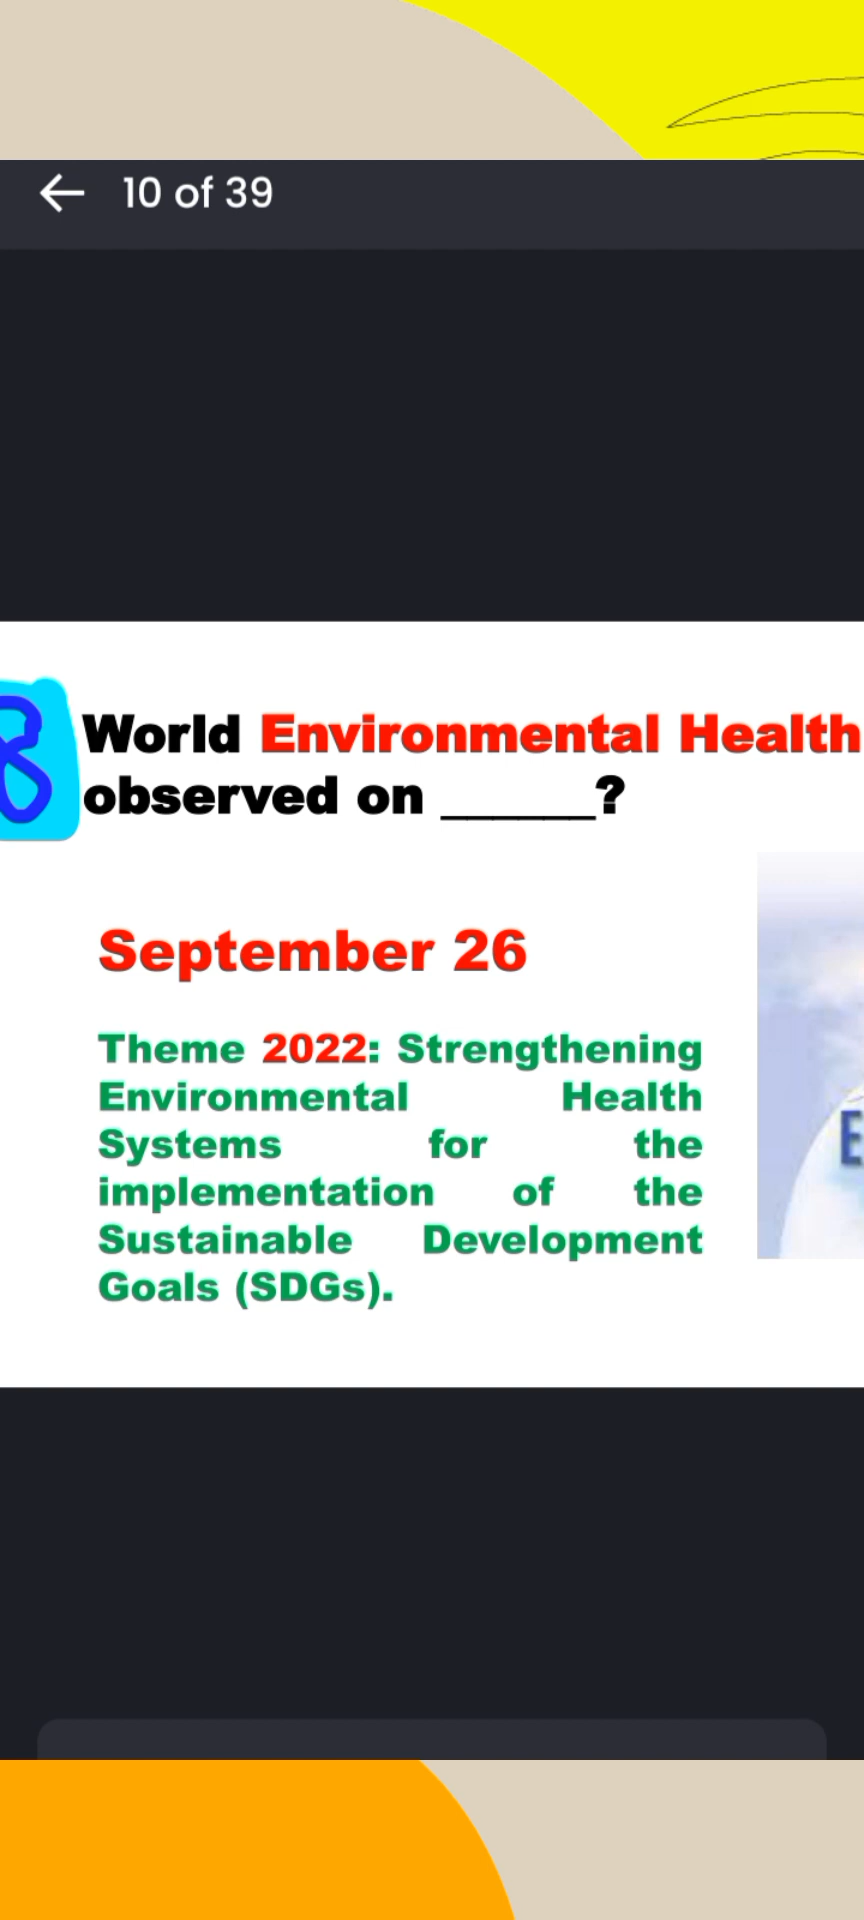 10 of 39
8
World Environmental Health
observed on ______?
September 26
Theme 2022: Strengthening
Environmental Health
Systems for the
implementation of the
Sustainable Development
Goals (SDGs).
E